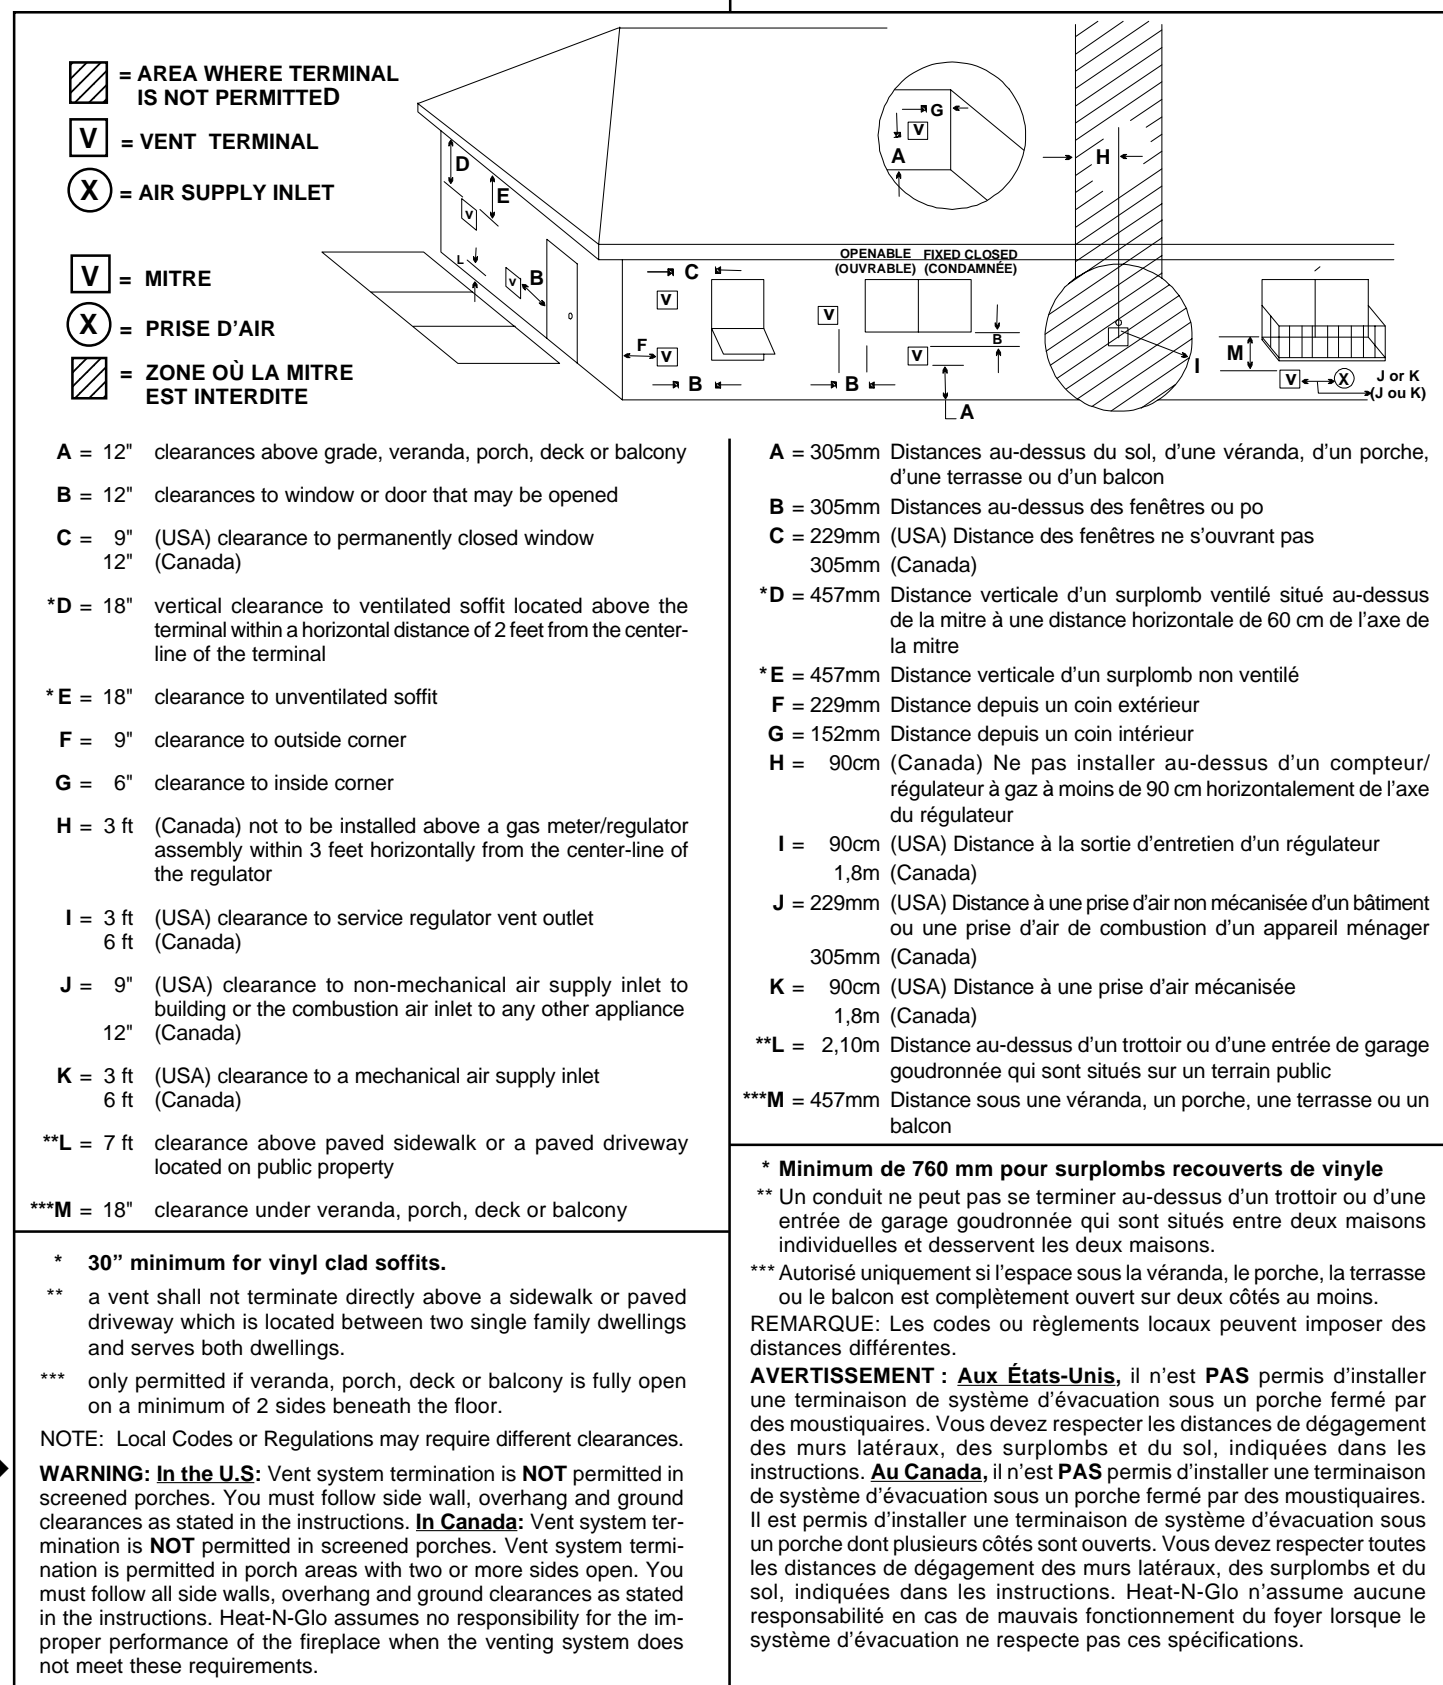 = AREA WHERE TERMINAL
IS NOT PERMITTED
V = VENT TERMINAL
X = AIR SUPPLY INLET
V = MITRE
X = PRISE D'AIR
= ZONE OÙ LA MITRE
EST INTERDITE
D
E
V
L
V
B
C
V
F
V
B
G
V
A
OPENABLE FIXED CLOSED
(OUVRABLE) (CONDAMNÉE)
V
B
V
B
A
H
I
M
V
X
J or K
(J ou K)
A = 12" clearances above grade, veranda, porch, deck or balcony
B = 12" clearances to window or door that may be opened
C = 9" (USA) clearance to permanently closed window
12" (Canada)
*D = 18" vertical clearance to ventilated soffit located above the
terminal within a horizontal distance of 2 feet from the center-
line of the terminal
*E = 18" clearance to unventilated soffit
F = 9" clearance to outside corner
G = 6" clearance to inside corner
H = 3 ft (Canada) not to be installed above a gas meter/regulator
assembly within 3 feet horizontally from the center-line of
the regulator
I = 3 ft (USA) clearance to service regulator vent outlet
6 ft (Canada)
J = 9" (USA) clearance to non-mechanical air supply inlet to
building or the combustion air inlet to any other appliance
12" (Canada)
K = 3 ft (USA) clearance to a mechanical air supply inlet
6 ft (Canada)
**L = 7 ft clearance above paved sidewalk or a paved driveway
located on public property
***M = 18" clearance under veranda, porch, deck or balcony
* 30” minimum for vinyl clad soffits.
** a vent shall not terminate directly above a sidewalk or paved
driveway which is located between two single family dwellings
and serves both dwellings.
*** only permitted if veranda, porch, deck or balcony is fully open
on a minimum of 2 sides beneath the floor.
NOTE: Local Codes or Regulations may require different clearances.
WARNING: In the U.S: Vent system termination is NOT permitted in
screened porches. You must follow side wall, overhang and ground
clearances as stated in the instructions. In Canada: Vent system ter-
mination is NOT permitted in screened porches. Vent system termi-
nation is permitted in porch areas with two or more sides open. You
must follow all side walls, overhang and ground clearances as stated
in the instructions. Heat-N-Glo assumes no responsibility for the im-
proper performance of the fireplace when the venting system does
not meet these requirements.
A = 305mm Distances au-dessus du sol, d’une véranda, d’un porche,
d’une terrasse ou d’un balcon
B = 305mm Distances au-dessus des fenêtres ou po
C = 229mm (USA) Distance des fenêtres ne s’ouvrant pas
305mm (Canada)
*D = 457mm Distance verticale d’un surplomb ventilé situé au-dessus
de la mitre à une distance horizontale de 60 cm de l’axe de
la mitre
*E = 457mm Distance verticale d’un surplomb non ventilé
F = 229mm Distance depuis un coin extérieur
G = 152mm Distance depuis un coin intérieur
H = 90cm (Canada) Ne pas installer au-dessus d’un compteur/
régulateur à gaz à moins de 90 cm horizontalement de l’axe
du régulateur
I = 90cm (USA) Distance à la sortie d’entretien d’un régulateur
1,8m (Canada)
J = 229mm (USA) Distance à une prise d’air non mécanisée d’un bâtiment
ou une prise d’air de combustion d’un appareil ménager
305mm (Canada)
K = 90cm (USA) Distance à une prise d’air mécanisée
1,8m (Canada)
**L = 2,10m Distance au-dessus d’un trottoir ou d’une entrée de garage
goudronnée qui sont situés sur un terrain public
***M = 457mm Distance sous une véranda, un porche, une terrasse ou un
balcon
* Minimum de 760 mm pour surplombs recouverts de vinyle
** Un conduit ne peut pas se terminer au-dessus d’un trottoir ou d’une
entrée de garage goudronnée qui sont situés entre deux maisons
individuelles et desservent les deux maisons.
*** Autorisé uniquement si l’espace sous la véranda, le porche, la terrasse
ou le balcon est complètement ouvert sur deux côtés au moins.
REMARQUE: Les codes ou règlements locaux peuvent imposer des
distances différentes.
AVERTISSEMENT : Aux États-Unis, il n’est PAS permis d’installer
une terminaison de système d’évacuation sous un porche fermé par
des moustiquaires. Vous devez respecter les distances de dégagement
des murs latéraux, des surplombs et du sol, indiquées dans les
instructions. Au Canada, il n’est PAS permis d’installer une terminaison
de système d’évacuation sous un porche fermé par des moustiquaires.
Il est permis d’installer une terminaison de système d’évacuation sous
un porche dont plusieurs côtés sont ouverts. Vous devez respecter toutes
les distances de dégagement des murs latéraux, des surplombs et du
sol, indiquées dans les instructions. Heat-N-Glo n’assume aucune
responsabilité en cas de mauvais fonctionnement du foyer lorsque le
système d’évacuation ne respecte pas ces spécifications.